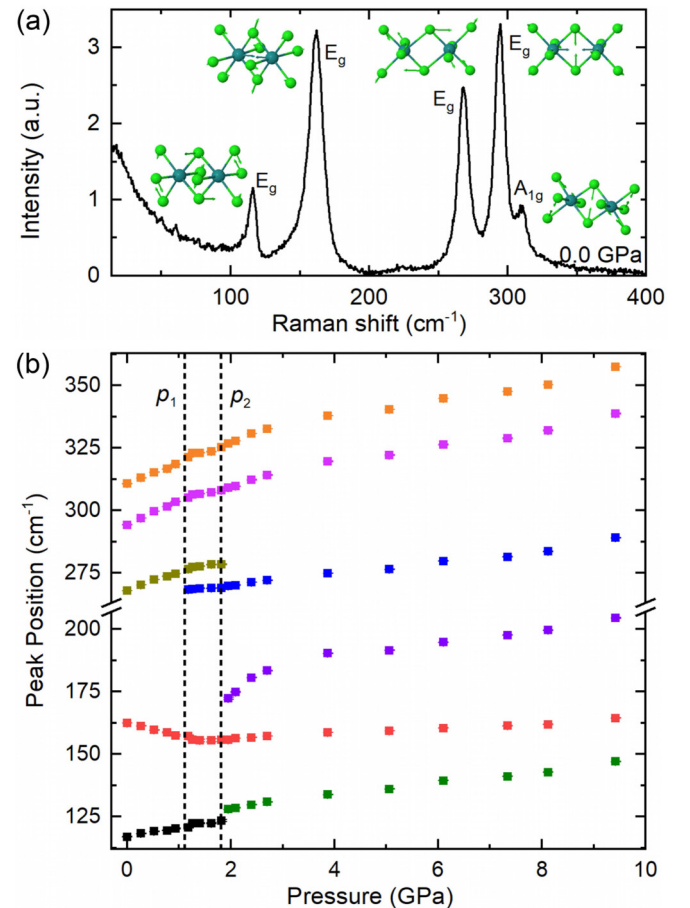 (a)
3
2
1
0
Intensity (a.u.)
E_g
E_g
E_g
E_g
A_1g
0.0 GPa
100
200
300
400
Raman shift (cm⁻¹)
(b)
p₁
p₂
350
325
300
275
200
175
150
125
Peak Position (cm⁻¹)
0
2
4
6
8
10
Pressure (GPa)